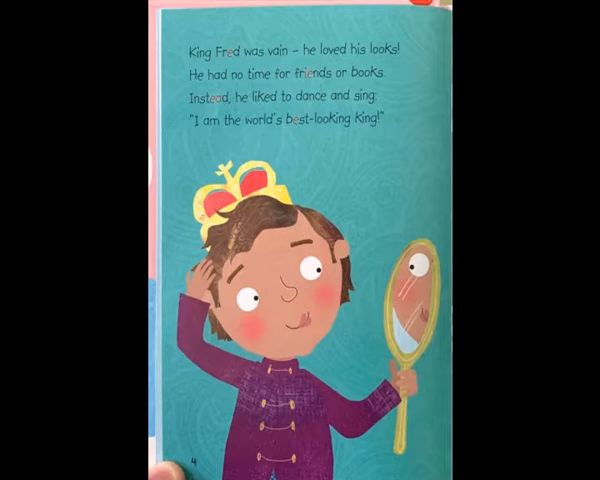 King Fred was vain – he loved his looks!
He had no time for friends or books.
Instead, he liked to dance and sing:
"I am the world's best-looking king!"
4